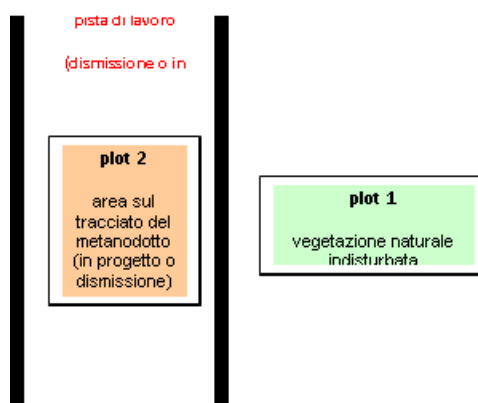 pista di lavoro
(dismissione o in
plot 2
area sul
tracciato del
metanodotto
(in progetto o
dismissione)
plot 1
vegetazione naturale
indisturbata